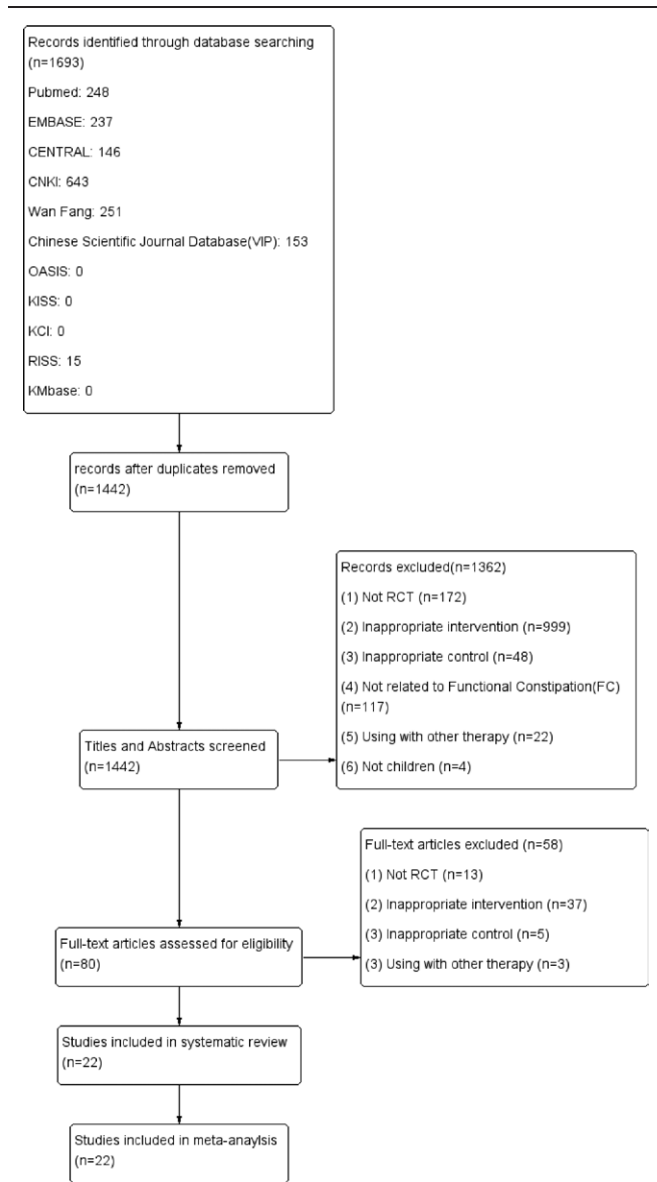 Records identified through database searching
(n=1693)
Pubmed: 248
EMBASE: 237
CENTRAL: 146
CNKI: 643
Wan Fang: 251
Chinese Scientific Journal Database(VIP): 153
OASIS: 0
KISS: 0
KCI: 0
RISS: 15
KMbase: 0
records after duplicates removed
(n=1442)
Records excluded(n=1362)
(1) Not RCT (n=172)
(2) Inappropriate intervention (n=999)
(3) Inappropriate control (n=48)
(4) Not related to Functional Constipation(FC)
(n=117)
(5) Using with other therapy (n=22)
(6) Not children (n=4)
Titles and Abstracts screened
(n=1442)
Full-text articles excluded (n=58)
(1) Not RCT (n=13)
(2) Inappropriate intervention (n=37)
(3) Inappropriate control (n=5)
(3) Using with other therapy (n=3)
Full-text articles assessed for eligibility
(n=80)
Studies included in systematic review
(n=22)
Studies included in meta-anaylsis
(n=22)